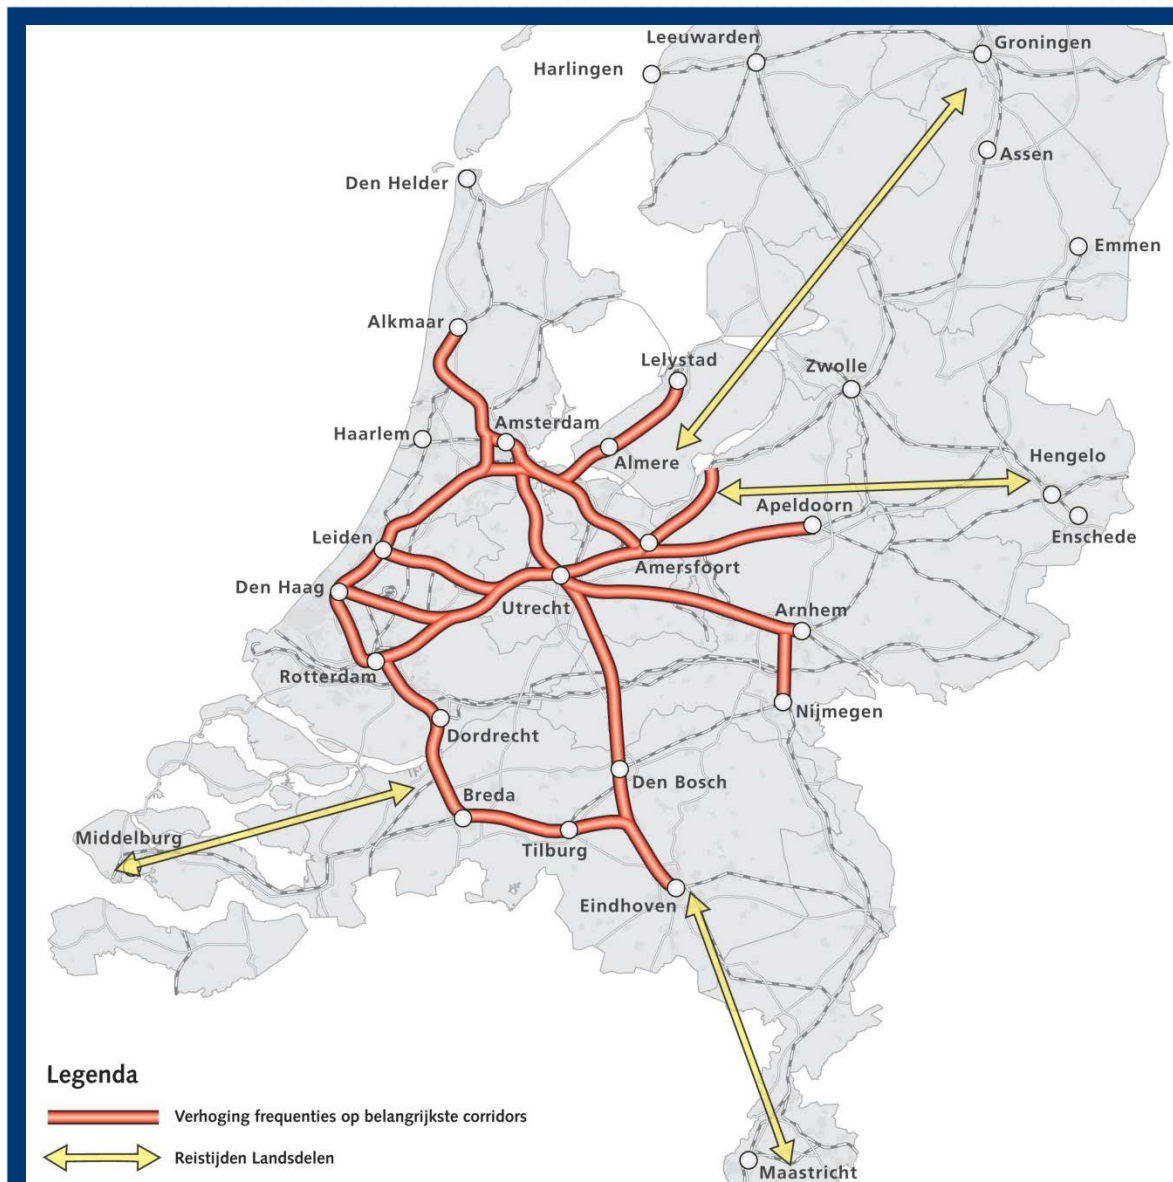 Leeuwarden
Groningen
Harlingen
Assen
Den Helder
Emmen
Alkmaar
Lelystad
Zwolle
Haarlem
Amsterdam
Almere
Hengelo
Apeldoorn
Enschede
Leiden
Amersfoort
Den Haag
Utrecht
Arnhem
Rotterdam
Nijmegen
Dordrecht
Den Bosch
Breda
Middelburg
Tilburg
Eindhoven
Legenda
Verhoging frequenties op belangrijkste corridors
Reistijden Landsdelen
Maastricht